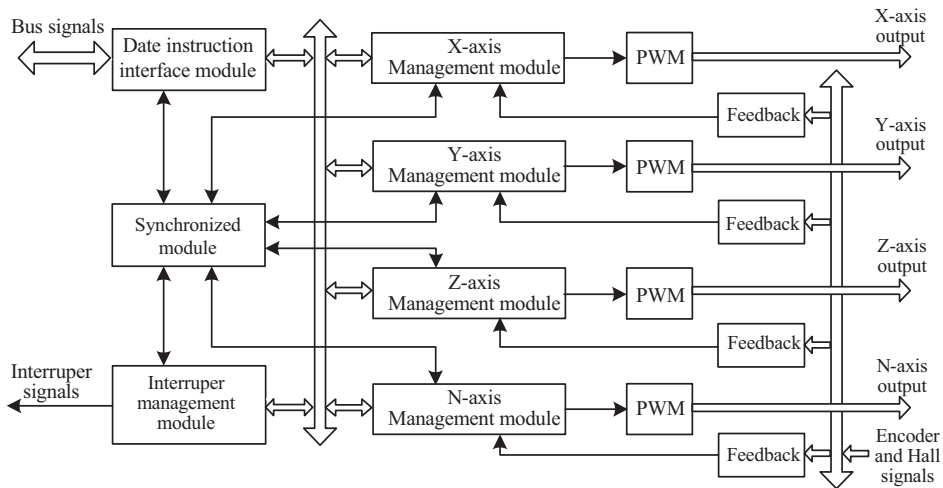 Bus signals
Date instruction
interface module
X-axis
Management module
PWM
X-axis
output
Feedback
Y-axis
Management module
PWM
Y-axis
output
Synchronized
module
Feedback
Z-axis
Management module
PWM
Z-axis
output
Feedback
Interruper
signals
Interruper
management
module
N-axis
Management module
PWM
N-axis
output
Feedback
Encoder
and Hall
signals